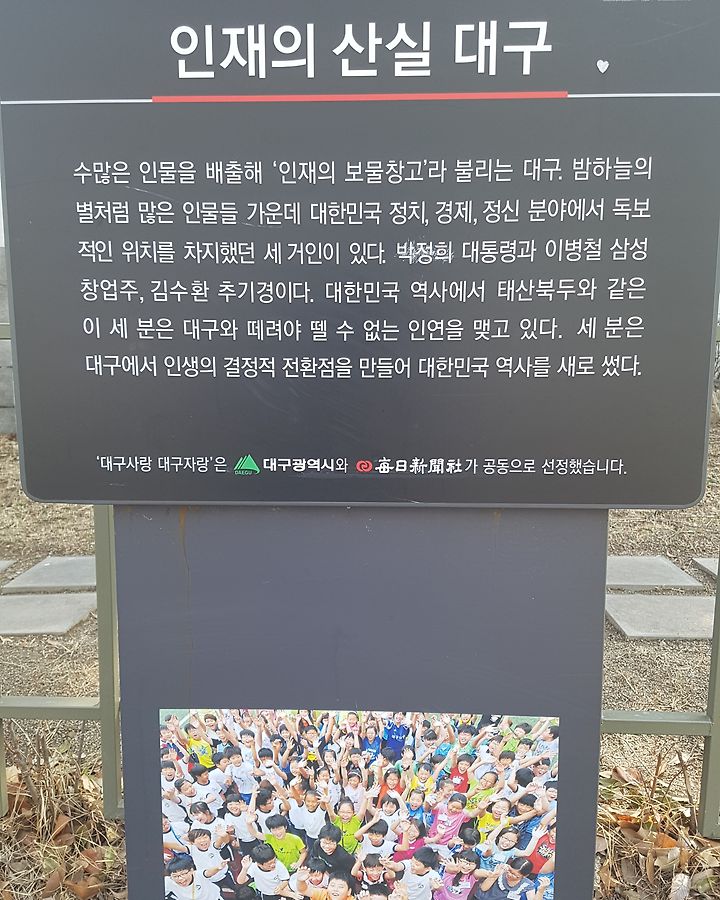 인재의 산실 대구
수많은 인물을 배출해 ‘인재의 보물창고’라 불리는 대구. 밤하늘의
별처럼 많은 인물들 가운데 대한민국 정치, 경제, 정신 분야에서 독보
적인 위치를 차지했던 세 거인이 있다. 박정희 대통령과 이병철 삼성
창업주, 김수환 추기경이다. 대한민국 역사에서 태산북두와 같은
이 세 분은 대구와 떼려야 뗄 수 없는 인연을 맺고 있다. 세 분은
대구에서 인생의 결정적 전환점을 만들어 대한민국 역사를 새로 썼다.
‘대구사랑 대구자랑’은 DAEGU 대구광역시와 每日新聞社가 공동으로 선정했습니다.